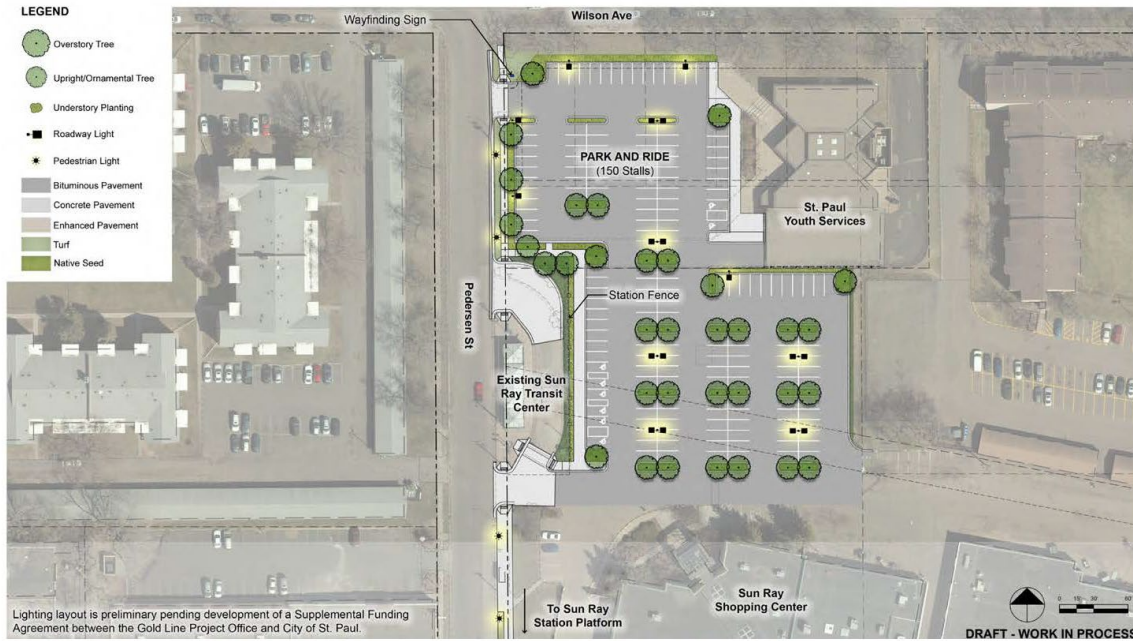 LEGEND
Overstory Tree
Upright/Ornamental Tree
Understory Planting
Roadway Light
Pedestrian Light
Bituminous Pavement
Concrete Pavement
Enhanced Pavement
Turf
Native Seed
Wayfinding Sign
Wilson Ave
PARK AND RIDE
(150 Stalls)
St. Paul
Youth Services
Pedersen St
Station Fence
Existing Sun
Ray Transit
Center
Sun Ray
Shopping Center
To Sun Ray
Station Platform
Lighting layout is preliminary pending development of a Supplemental Funding
Agreement between the Gold Line Project Office and City of St. Paul.
0 15 30 60
DRAFT - WORK IN PROCESS